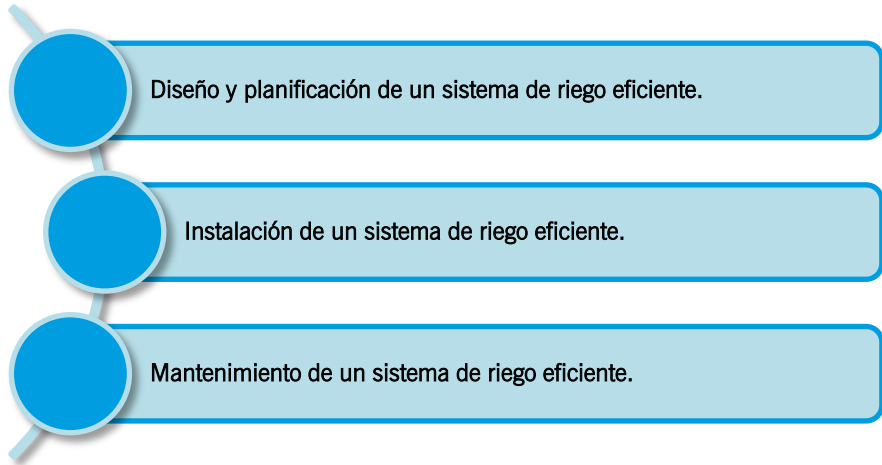 Diseño y planificación de un sistema de riego eficiente.
Instalación de un sistema de riego eficiente.
Mantenimiento de un sistema de riego eficiente.